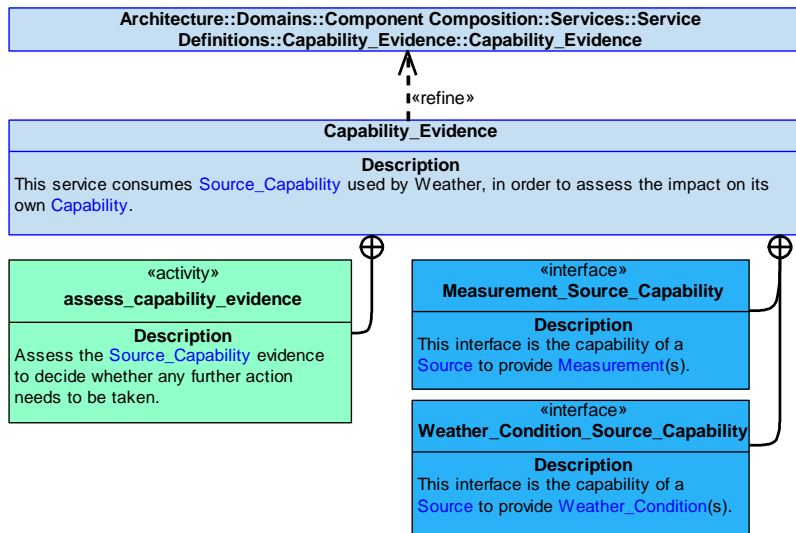 Architecture::Domains::Component Composition::Services::Service
Definitions::Capability_Evidence::Capability_Evidence
«refine»
Capability_Evidence
Description
This service consumes Source_Capability used by Weather, in order to assess the impact on its
own Capability.
«activity»
assess_capability_evidence
Description
Assess the Source_Capability evidence
to decide whether any further action
needs to be taken.
«interface»
Measurement_Source_Capability
Description
This interface is the capability of a
Source to provide Measurement(s).
«interface»
Weather_Condition_Source_Capability
Description
This interface is the capability of a
Source to provide Weather_Condition(s).